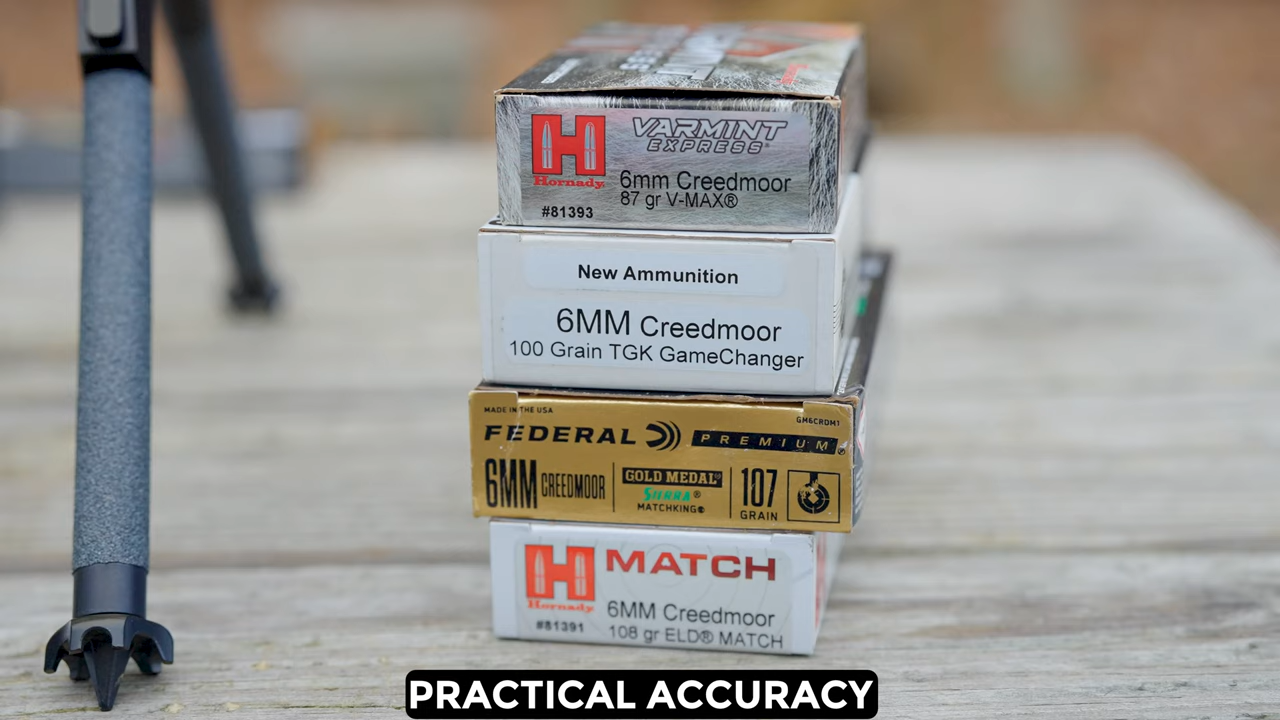 H
Hornady
VARMINT
EXPRESS®
6mm Creedmoor
87 gr V-MAX®
#81393
New Ammunition
6MM Creedmoor
100 Grain TGK GameChanger
MADE IN THE USA
GM6CRDM1
FEDERAL PREMIUM
6MM CREEDMOOR
GOLD MEDAL®
SIERRA®
MATCHKING
107
GRAIN
H
Hornady
MATCH
6MM Creedmoor
#81391
108 gr ELD® MATCH
PRACTICAL ACCURACY